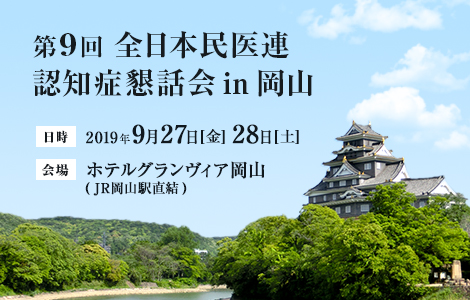 第9回 全日本民医連
認知症懇話会 in 岡山
日時 2019年9月27日[金] 28日[土]
会場 ホテルグランヴィア岡山
( JR岡山駅直結 )